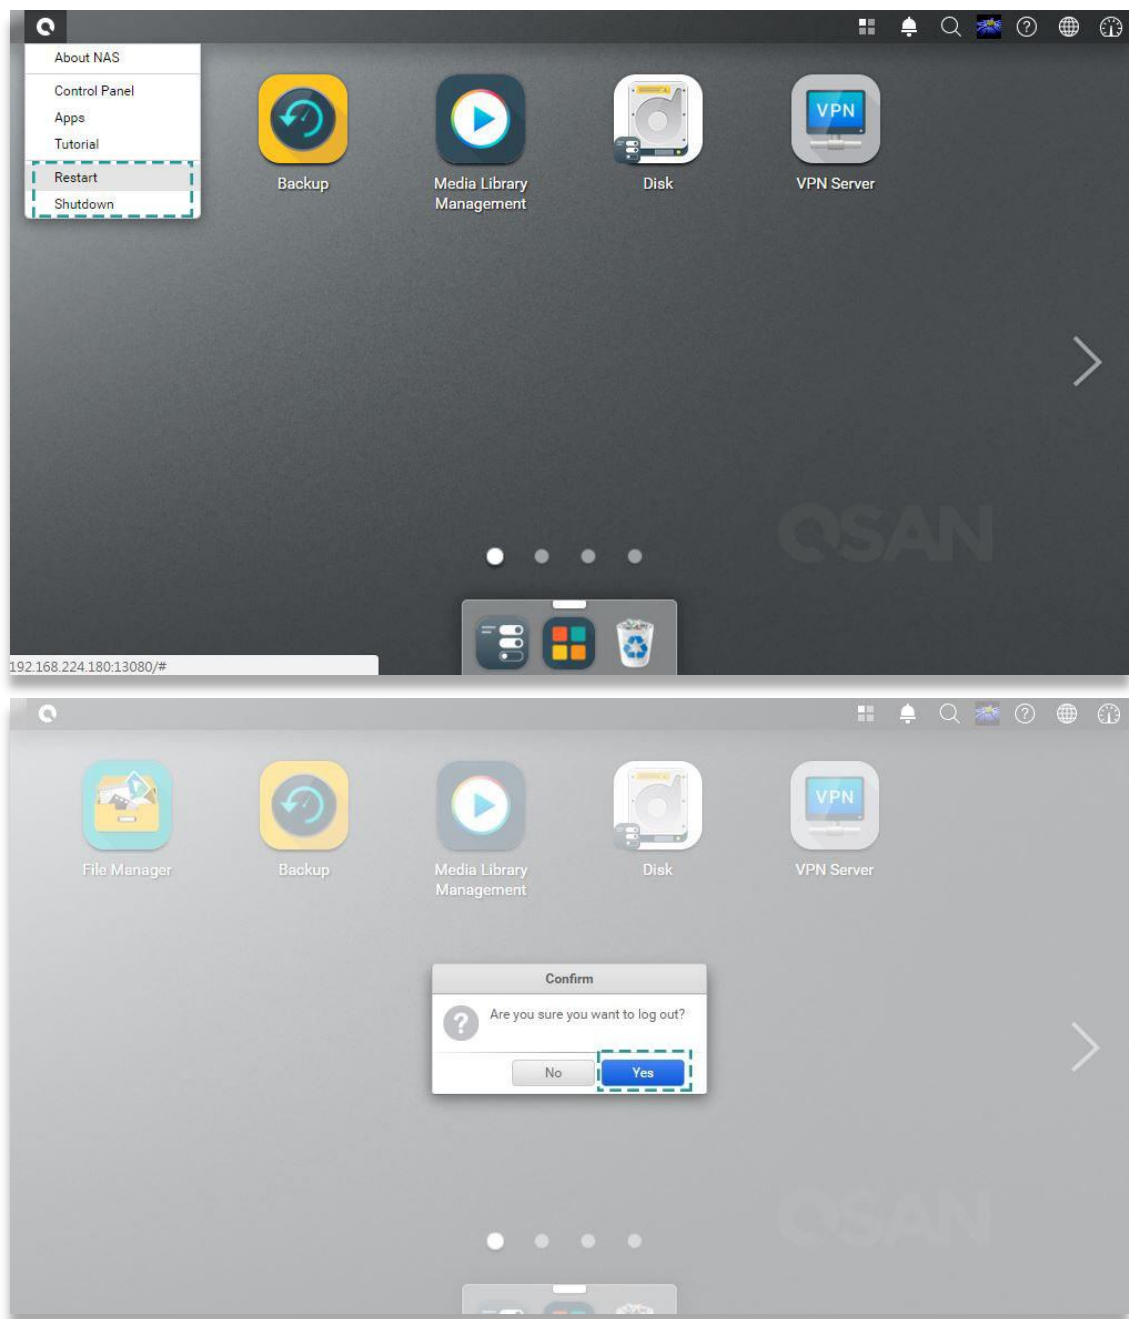 About NAS
Control Panel
Apps
Tutorial
Restart
Shutdown
Backup
Media Library
Management
Disk
VPN
VPN Server
QSAN
192.168.224.180:13080/#
File Manager
Backup
Media Library
Management
Disk
VPN
VPN Server
Confirm
Are you sure you want to log out?
No
Yes
QSAN